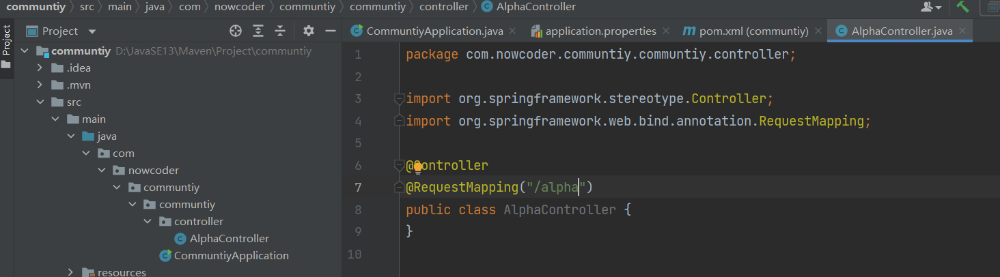 communtiy 〉 src 〉 main 〉 java 〉 com 〉 nowcoder 〉 communtiy 〉 communtiy 〉 controller 〉 AlphaController
Project
CommuntiyApplication.java
application.properties
pom.xml (communtiy)
AlphaController.java
Project
communtiy D:\JavaSE13\Maven\Project\communtiy
.idea
.mvn
src
main
java
com
nowcoder
communtiy
communtiy
controller
AlphaController
CommuntiyApplication
resources
1 package com.nowcoder.communtiy.communtiy.controller;
2
3 import org.springframework.stereotype.Controller;
4 import org.springframework.web.bind.annotation.RequestMapping;
5
6 @Controller
7 @RequestMapping("/alpha")
8 public class AlphaController {
9 }
10